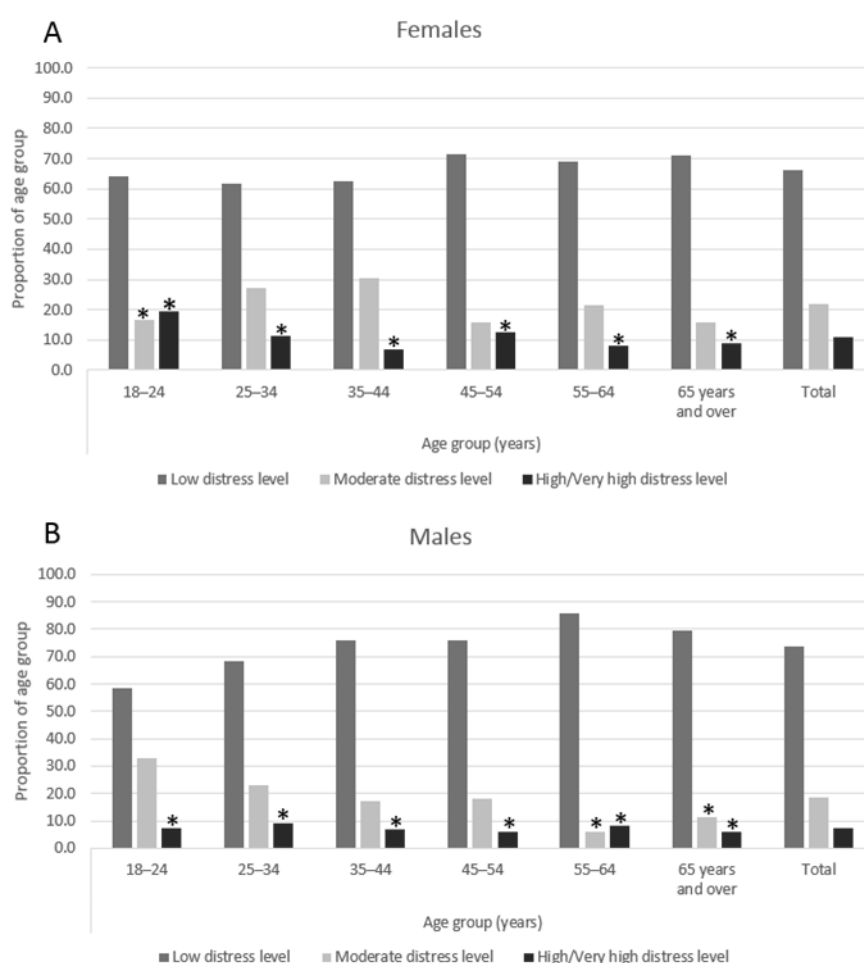 A
Females
Proportion of age group
100.0
90.0
80.0
70.0
60.0
50.0
40.0
30.0
20.0
10.0
0.0
* *
*
*
*
*
*
18–24 25–34 35–44 45–54 55–64 65 years and over Total
Age group (years)
Low distress level Moderate distress level High/Very high distress level
B
Males
Proportion of age group
100.0
90.0
80.0
70.0
60.0
50.0
40.0
30.0
20.0
10.0
0.0
*
*
*
*
* *
* *
18–24 25–34 35–44 45–54 55–64 65 years and over Total
Age group (years)
Low distress level Moderate distress level High/Very high distress level